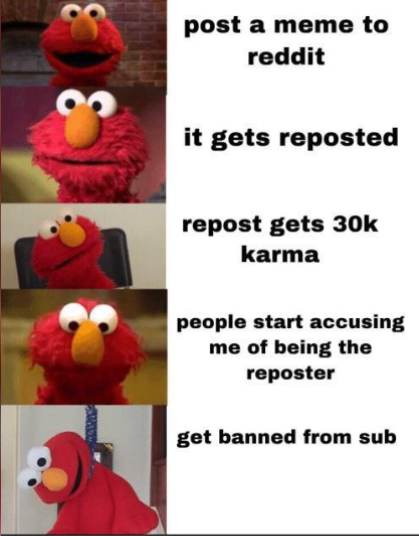 post a meme to
reddit
it gets reposted
repost gets 30k
karma
people start accusing
me of being the
reposter
get banned from sub